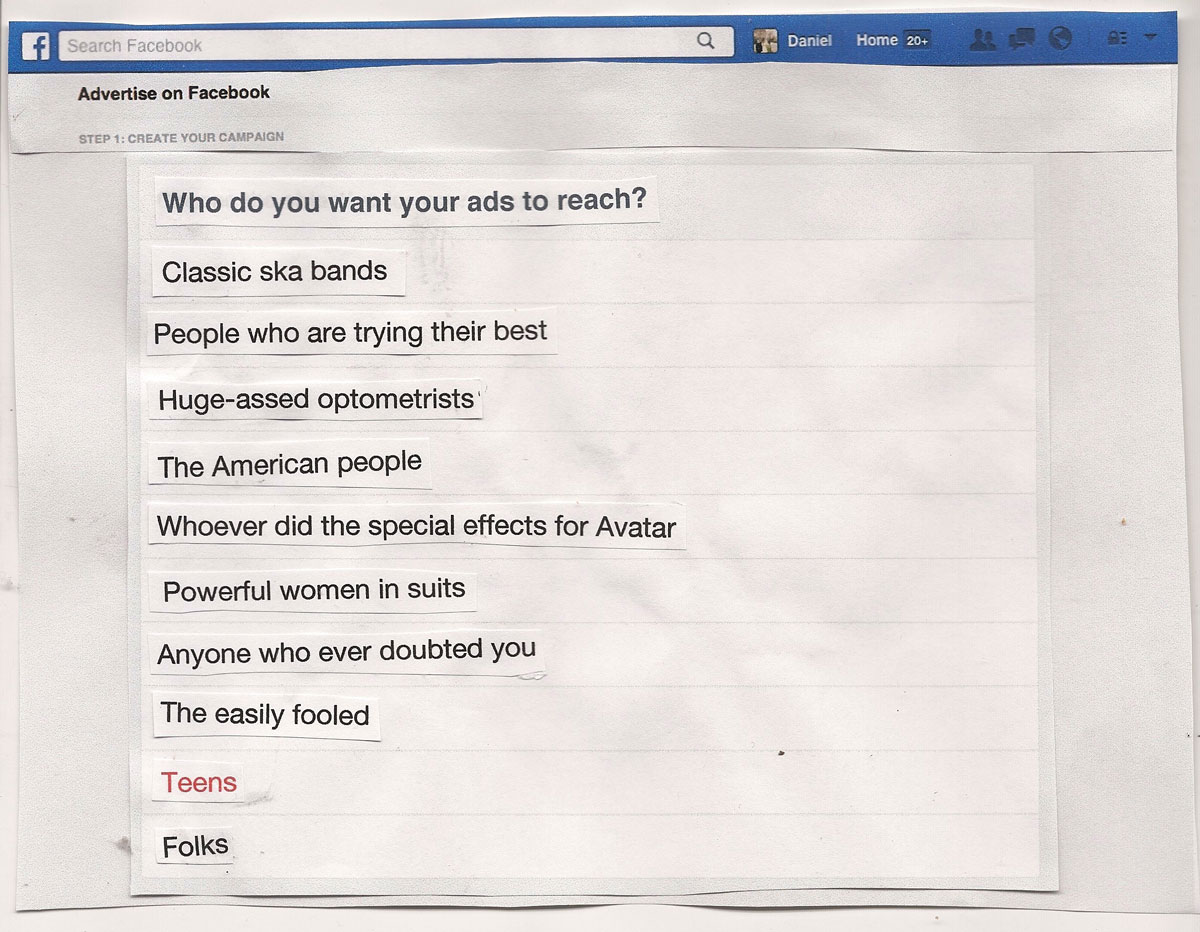 f Search Facebook Daniel Home 20+
Advertise on Facebook
STEP 1: CREATE YOUR CAMPAIGN
Who do you want your ads to reach?
Classic ska bands
People who are trying their best
Huge-assed optometrists
The American people
Whoever did the special effects for Avatar
Powerful women in suits
Anyone who ever doubted you
The easily fooled
Teens
Folks